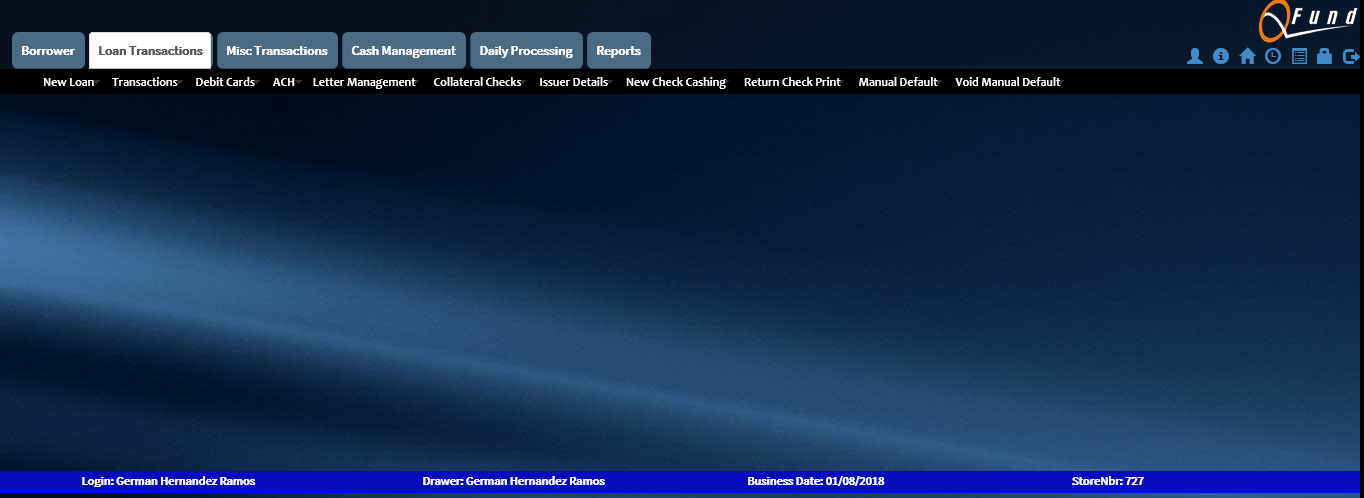 QFund
Borrower Loan Transactions Misc Transactions Cash Management Daily Processing Reports
New Loan Transactions Debit Cards ACH Letter Management Collateral Checks Issuer Details New Check Cashing Return Check Print Manual Default Void Manual Default
Login: German Hernandez Ramos Drawer: German Hernandez Ramos Business Date: 01/08/2018 StoreNbr: 727